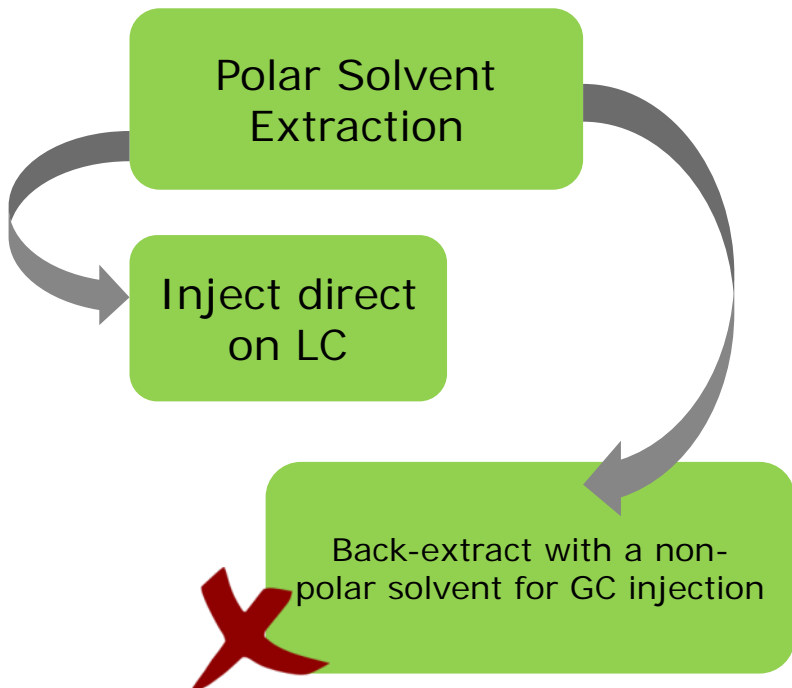 Polar Solvent
Extraction
Inject direct
on LC
Back-extract with a non-
polar solvent for GC injection